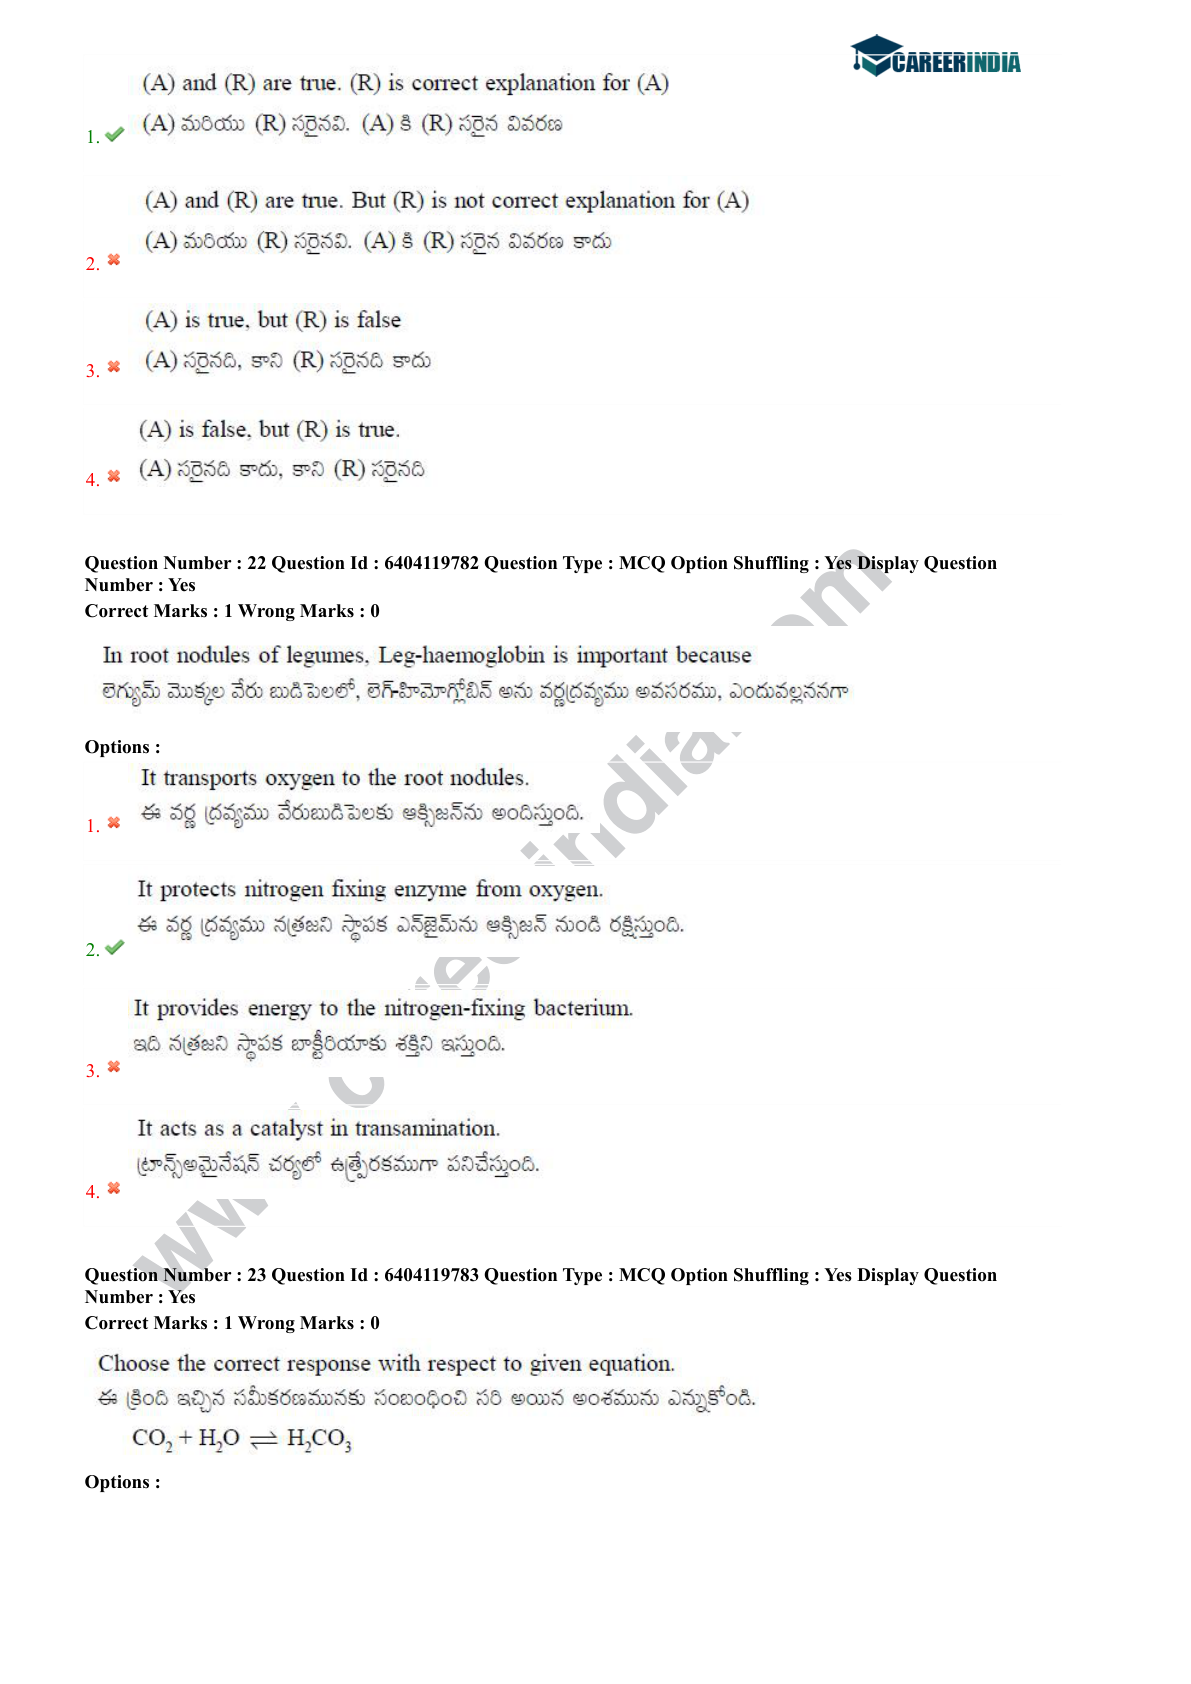 CAREERINDIA
(A) and (R) are true. (R) is correct explanation for (A)
(A) మరియు (R) సరైనవి. (A) కి (R) సరైన వివరణ
1.
(A) and (R) are true. But (R) is not correct explanation for (A)
(A) మరియు (R) సరైనవి. (A) కి (R) సరైన వివరణ కాదు
2.
(A) is true, but (R) is false
(A) సరైనది, కాని (R) సరైనది కాదు
3.
(A) is false, but (R) is true.
(A) సరైనది కాదు, కాని (R) సరైనది
4.
Question Number : 22 Question Id : 6404119782 Question Type : MCQ Option Shuffling : Yes Display Question
Number : Yes
Correct Marks : 1 Wrong Marks : 0
In root nodules of legumes, Leg-haemoglobin is important because
లెగ్యుమ్ మొక్కల వేరు బుడిపెలలో, లెగ్-హిమోగ్లోబిన్ అను వర్ణద్రవ్యము అవసరము, ఎందువల్లననగా
Options :
It transports oxygen to the root nodules.
ఈ వర్ణ ద్రవ్యము వేరుబుడిపెలకు ఆక్సిజన్‌ను అందిస్తుంది.
1.
It protects nitrogen fixing enzyme from oxygen.
ఈ వర్ణ ద్రవ్యము నత్రజని స్థాపక ఎన్‌జైమ్‌ను ఆక్సిజన్ నుండి రక్షిస్తుంది.
2.
It provides energy to the nitrogen-fixing bacterium.
ఇది నత్రజని స్థాపక బాక్టీరియాకు శక్తిని ఇస్తుంది.
3.
It acts as a catalyst in transamination.
ట్రాన్స్అమైనేషన్ చర్యలో ఉత్ప్రేరకముగా పనిచేస్తుంది.
4.
Question Number : 23 Question Id : 6404119783 Question Type : MCQ Option Shuffling : Yes Display Question
Number : Yes
Correct Marks : 1 Wrong Marks : 0
Choose the correct response with respect to given equation.
ఈ క్రింది ఇచ్చిన సమీకరణమునకు సంబంధించి సరి అయిన అంశమును ఎన్నుకోండి.
CO₂ + H₂O ⇌ H₂CO₃
Options :